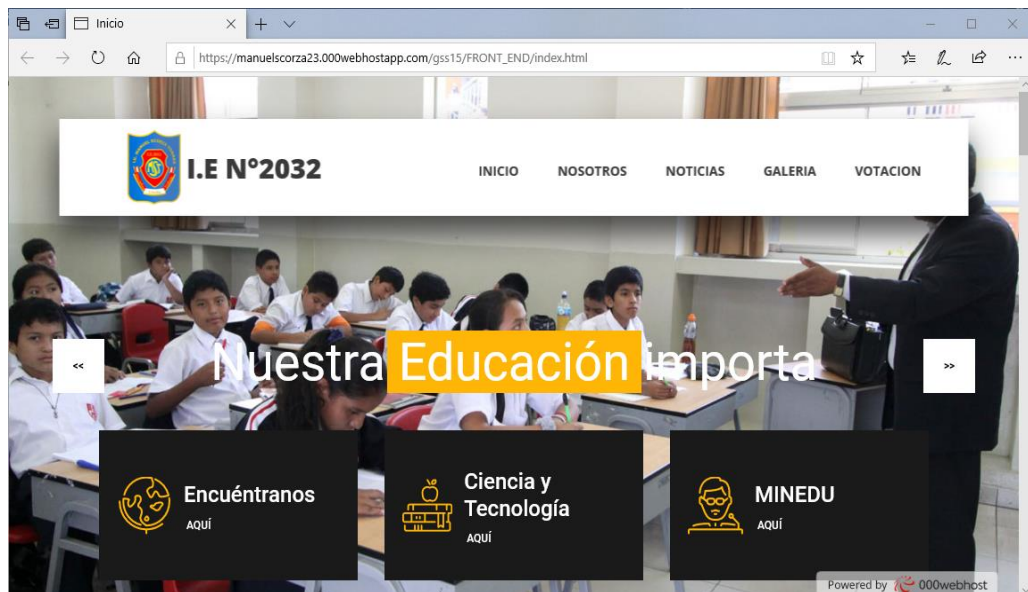 Inicio
https://manuelscorza23.000webhostapp.com/gss15/FRONT_END/index.html
I.E N°2032
INICIO NOSOTROS NOTICIAS GALERIA VOTACION
Nuestra Educación importa
<<
>>
Encuéntranos
AQUÍ
Ciencia y
Tecnología
AQUÍ
MINEDU
AQUÍ
Powered by 000webhost